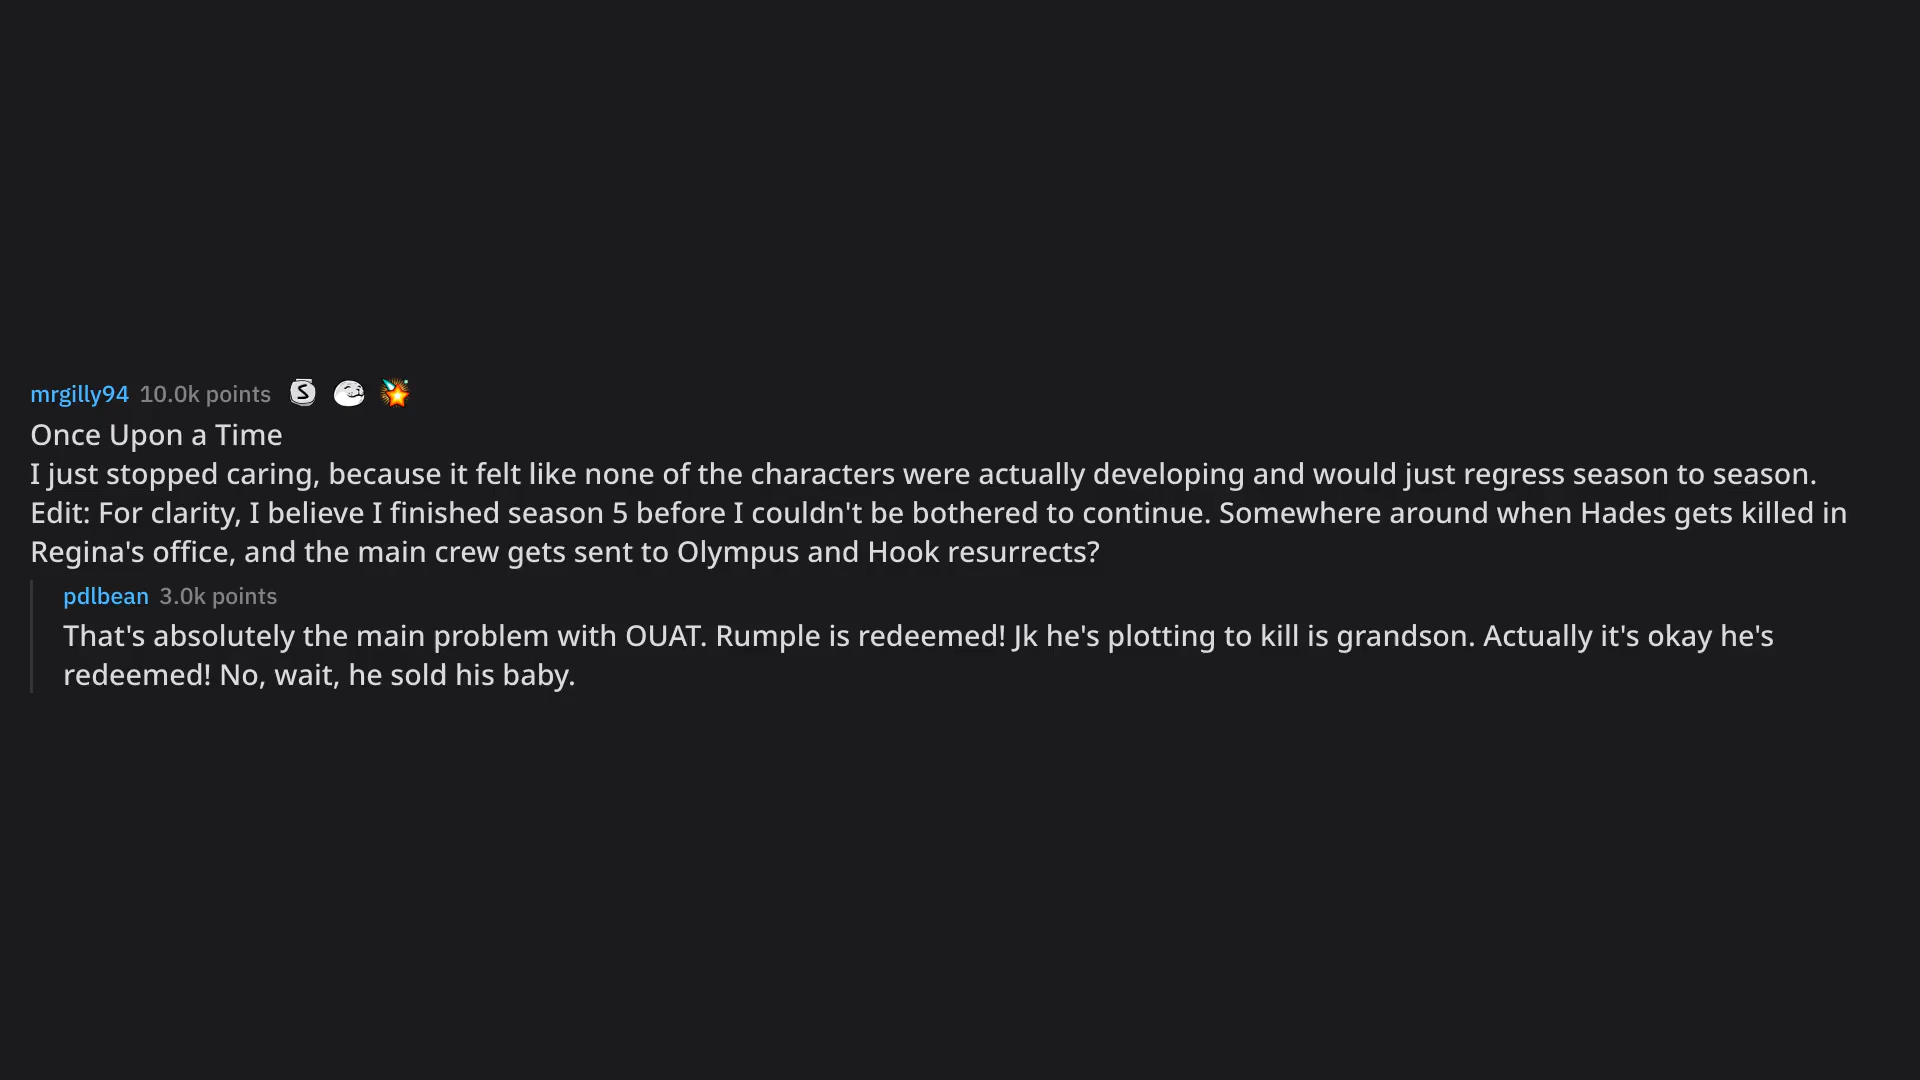 mrgilly94 10.0k points
Once Upon a Time
I just stopped caring, because it felt like none of the characters were actually developing and would just regress season to season.
Edit: For clarity, I believe I finished season 5 before I couldn't be bothered to continue. Somewhere around when Hades gets killed in
Regina's office, and the main crew gets sent to Olympus and Hook resurrects?
pdlbean 3.0k points
That's absolutely the main problem with OUAT. Rumple is redeemed! Jk he's plotting to kill is grandson. Actually it's okay he's
redeemed! No, wait, he sold his baby.